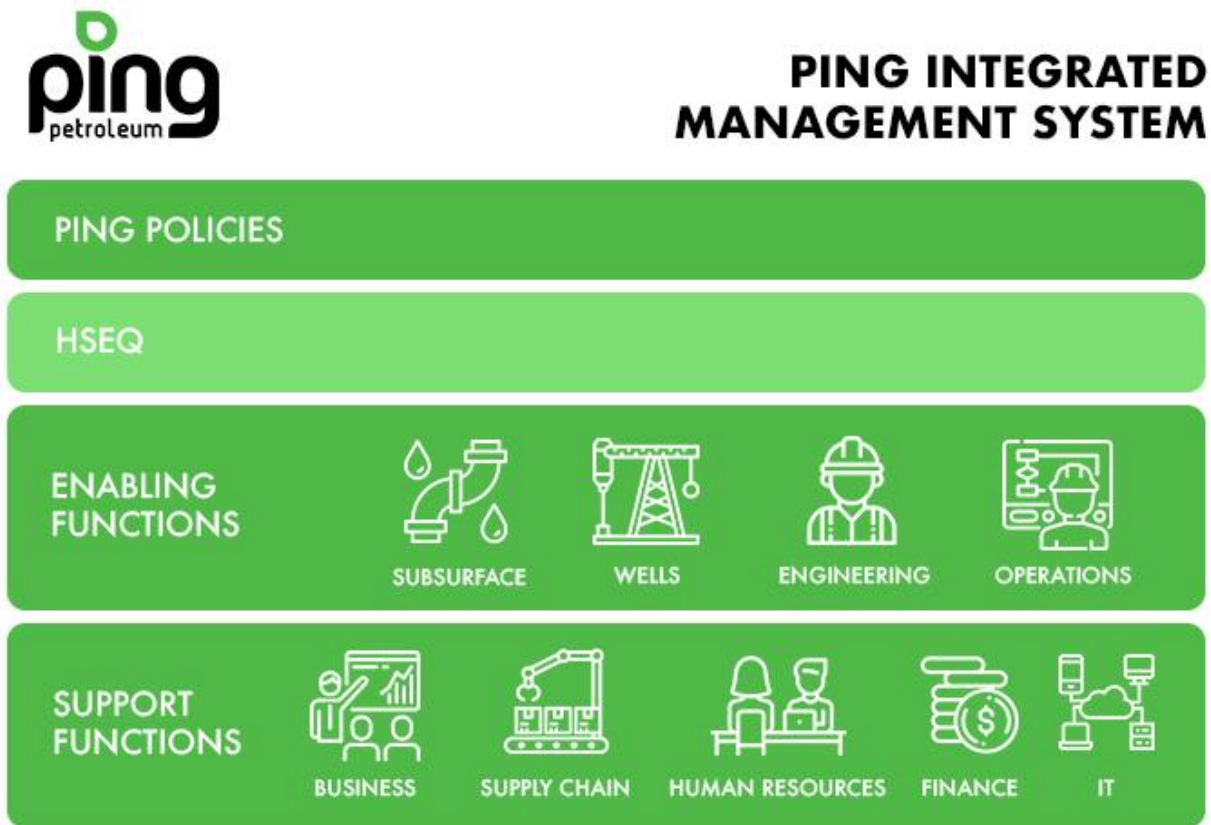 ping
petroleum
PING INTEGRATED
MANAGEMENT SYSTEM
PING POLICIES
HSEQ
ENABLING
FUNCTIONS
SUBSURFACE
WELLS
ENGINEERING
OPERATIONS
SUPPORT
FUNCTIONS
$
BUSINESS
SUPPLY CHAIN
HUMAN RESOURCES
FINANCE
IT